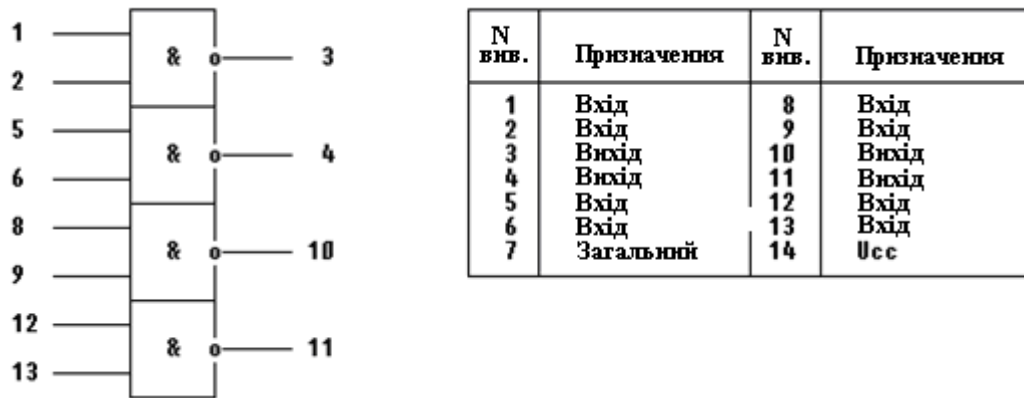 1
& 3
2
5
& 4
6
8
& 10
9
12
& 11
13
N вив. Призначення N вив. Призначення
1 Вхід 8 Вхід
2 Вхід 9 Вхід
3 Вихід 10 Вихід
4 Вихід 11 Вихід
5 Вхід 12 Вхід
6 Вхід 13 Вхід
7 Загальний 14 Ucc